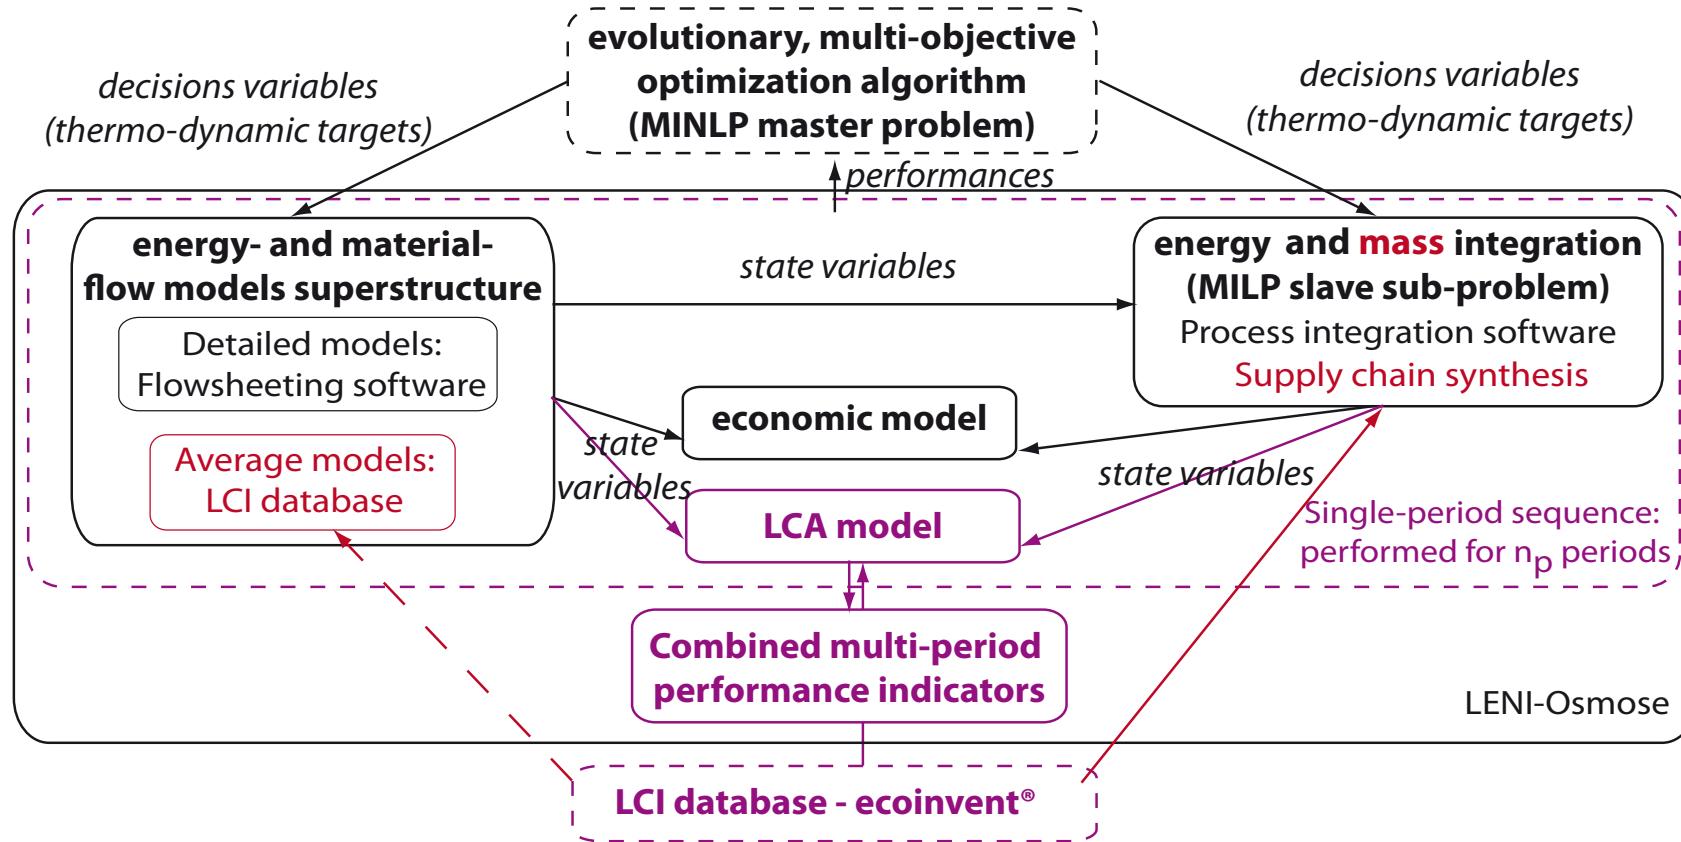 evolutionary, multi-objective
optimization algorithm
(MINLP master problem)
decisions variables
(thermo-dynamic targets)
decisions variables
(thermo-dynamic targets)
performances
energy- and material-
flow models superstructure
Detailed models:
Flowsheeting software
Average models:
LCI database
state variables
energy and mass integration
(MILP slave sub-problem)
Process integration software
Supply chain synthesis
economic model
state
variables
state variables
LCA model
Single-period sequence:
performed for np periods
Combined multi-period
performance indicators
LENI-Osmose
LCI database - ecoinvent®